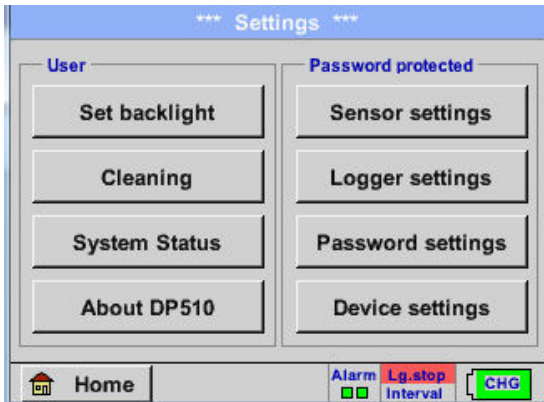 *** Settings ***
User
Set backlight
Cleaning
System Status
About DP510
Password protected
Sensor settings
Logger settings
Password settings
Device settings
Home
Alarm
Lg.stop
Interval
CHG